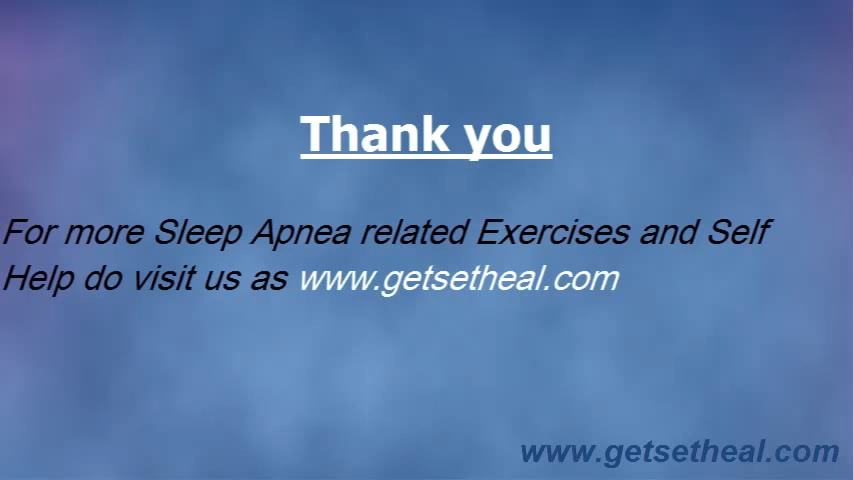 Thank you
For more Sleep Apnea related Exercises and Self
Help do visit us as www.getsetheal.com
www.getsetheal.com